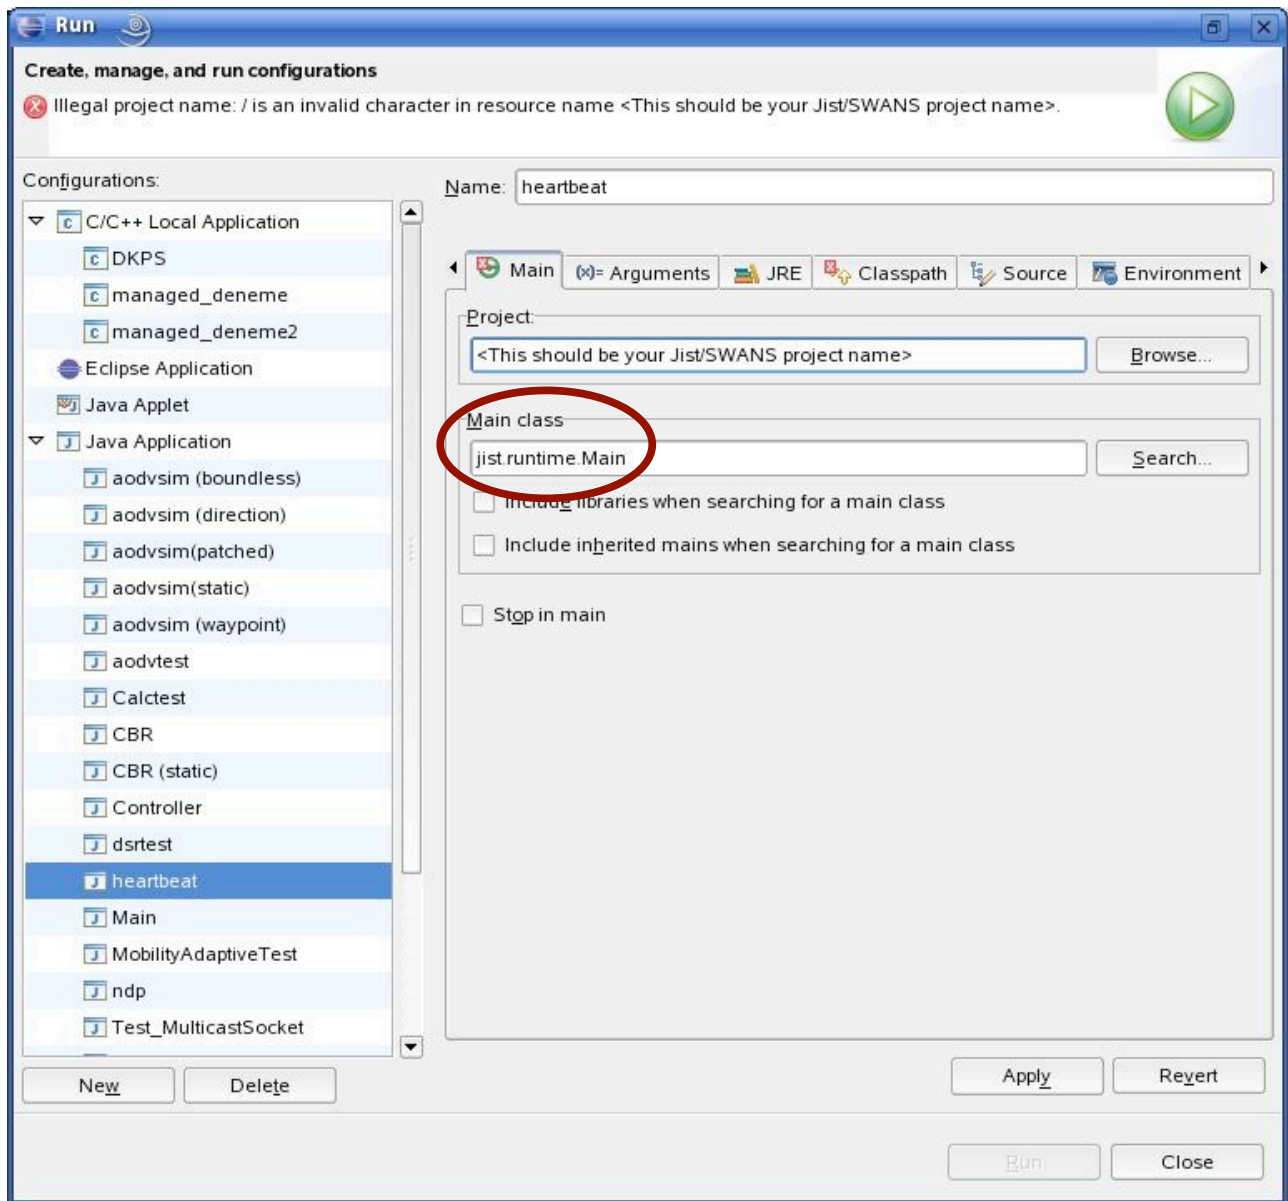 Run
Create, manage, and run configurations
Illegal project name: / is an invalid character in resource name <This should be your Jist/SWANS project name>.
Configurations:
C/C++ Local Application
DKPS
managed_deneme
managed_deneme2
Eclipse Application
Java Applet
Java Application
aodvsim (boundless)
aodvsim (direction)
aodvsim(patched)
aodvsim(static)
aodvsim (waypoint)
aodvtest
Calctest
CBR
CBR (static)
Controller
dsrtest
heartbeat
Main
MobilityAdaptiveTest
ndp
Test_MulticastSocket
New Delete
Name: heartbeat
Main (x)= Arguments JRE Classpath Source Environment
Project:
<This should be your Jist/SWANS project name> Browse...
Main class
jist.runtime.Main Search...
Include libraries when searching for a main class
Include inherited mains when searching for a main class
Stop in main
Apply Revert
Run Close